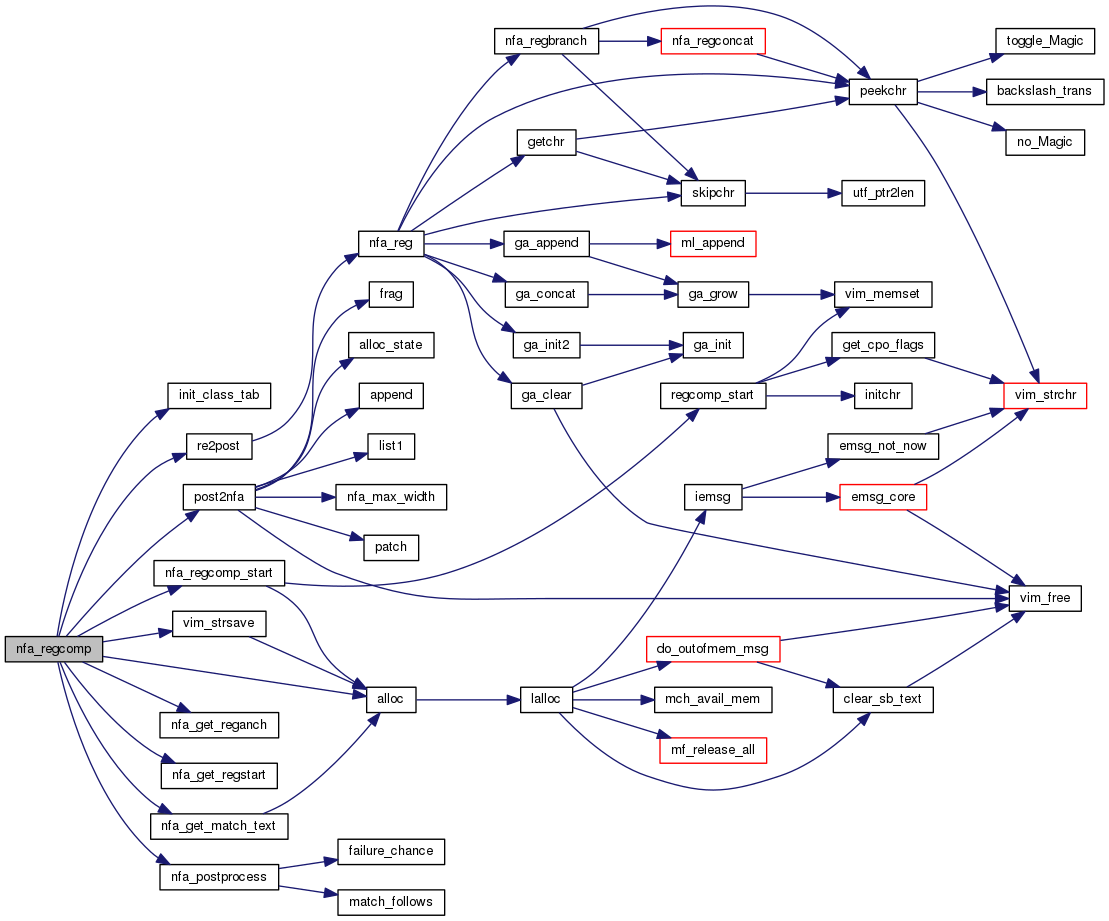 nfa_regbranch
nfa_regconcat
toggle_Magic
peekchr
backslash_trans
getchr
no_Magic
skipchr
utf_ptr2len
nfa_reg
ga_append
ml_append
frag
ga_concat
ga_grow
vim_memset
alloc_state
ga_init2
ga_init
get_cpo_flags
init_class_tab
append
ga_clear
regcomp_start
initchr
vim_strchr
re2post
list1
emsg_not_now
post2nfa
nfa_max_width
iemsg
emsg_core
patch
nfa_regcomp_start
vim_free
vim_strsave
nfa_regcomp
do_outofmem_msg
alloc
lalloc
mch_avail_mem
clear_sb_text
nfa_get_reganch
mf_release_all
nfa_get_regstart
nfa_get_match_text
failure_chance
nfa_postprocess
match_follows